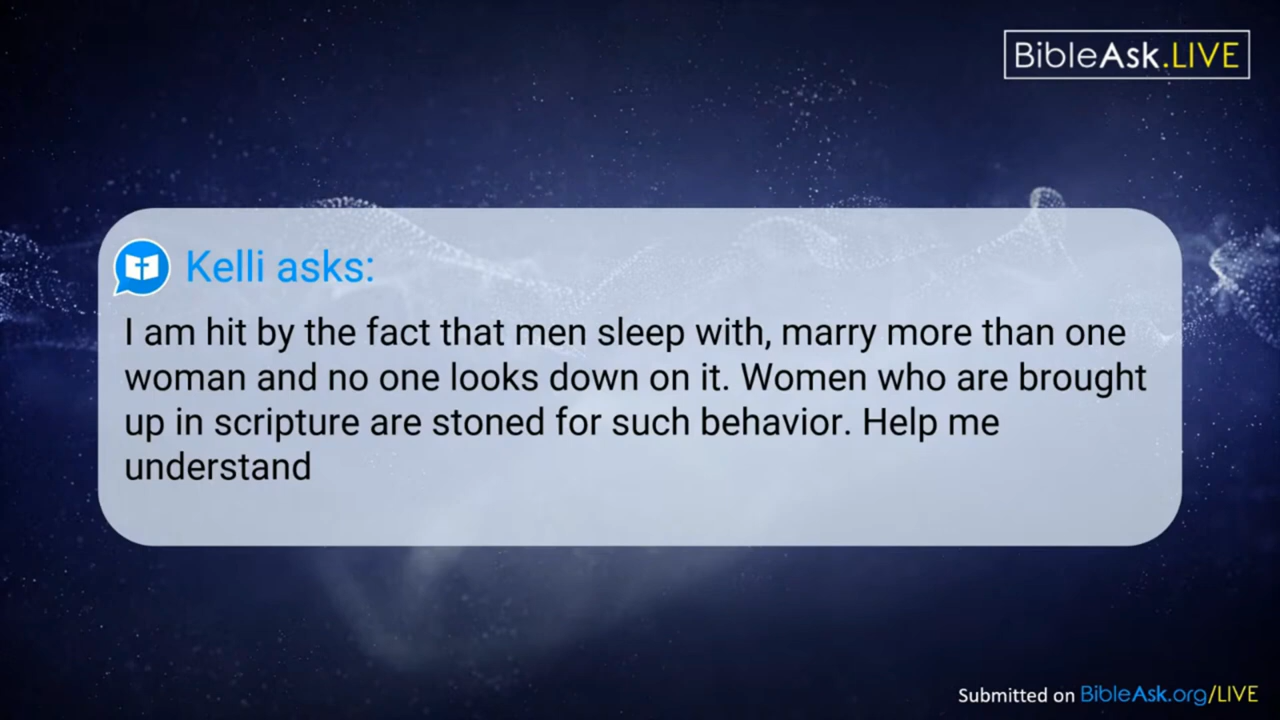 BibleAsk.LIVE
Kelli asks:
I am hit by the fact that men sleep with, marry more than one
woman and no one looks down on it. Women who are brought
up in scripture are stoned for such behavior. Help me
understand
Submitted on BibleAsk.org/LIVE